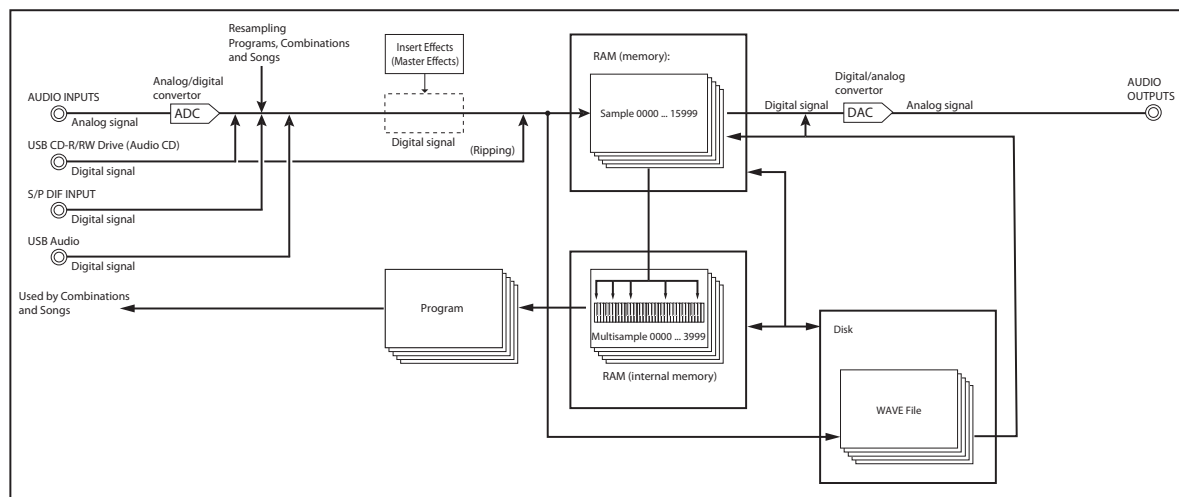 Resampling
Programs, Combinations
and Songs
Insert Effects
(Master Effects)
RAM (memory):
Analog/digital
convertor
Digital/analog
convertor
AUDIO
OUTPUTS
AUDIO INPUTS
ADC
Analog signal
Sample 0000 ... 15999
Digital signal
DAC
Analog signal
Digital signal
(Ripping)
USB CD-R/RW Drive (Audio CD)
Digital signal
S/P DIF INPUT
Digital signal
USB Audio
Digital signal
Used by Combinations
and Songs
Program
Multisample 0000 ... 3999
RAM (internal memory)
Disk
WAVE File